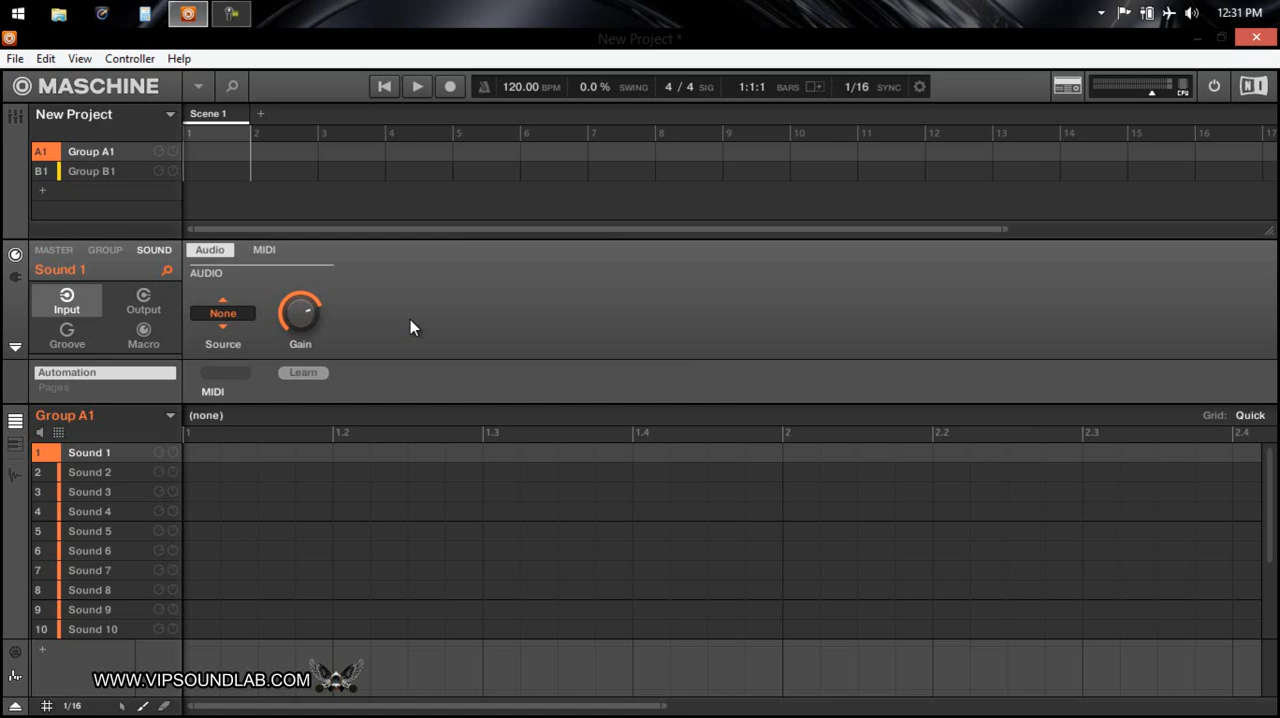 12:31 PM
New Project *
File Edit View Controller Help
MASCHINE 120.00 BPM 0.0 % SWING 4 / 4 SIG 1:1:1 BARS 1/16 SYNC CPU
New Project Scene 1 +
1 2 3 4 5 6 7 8 9 10 11 12 13 14 15 16 17
A1 Group A1
B1 Group B1
+
MASTER GROUP SOUND Audio MIDI
Sound 1 AUDIO
Input Output None
Groove Macro Source Gain
Automation Learn
Pages MIDI
Group A1 (none) Grid: Quick
1 1.2 1.3 1.4 2 2.2 2.3 2.4
1 Sound 1
2 Sound 2
3 Sound 3
4 Sound 4
5 Sound 5
6 Sound 6
7 Sound 7
8 Sound 8
9 Sound 9
10 Sound 10
+
WWW.VIPSOUNDLAB.COM
1/16